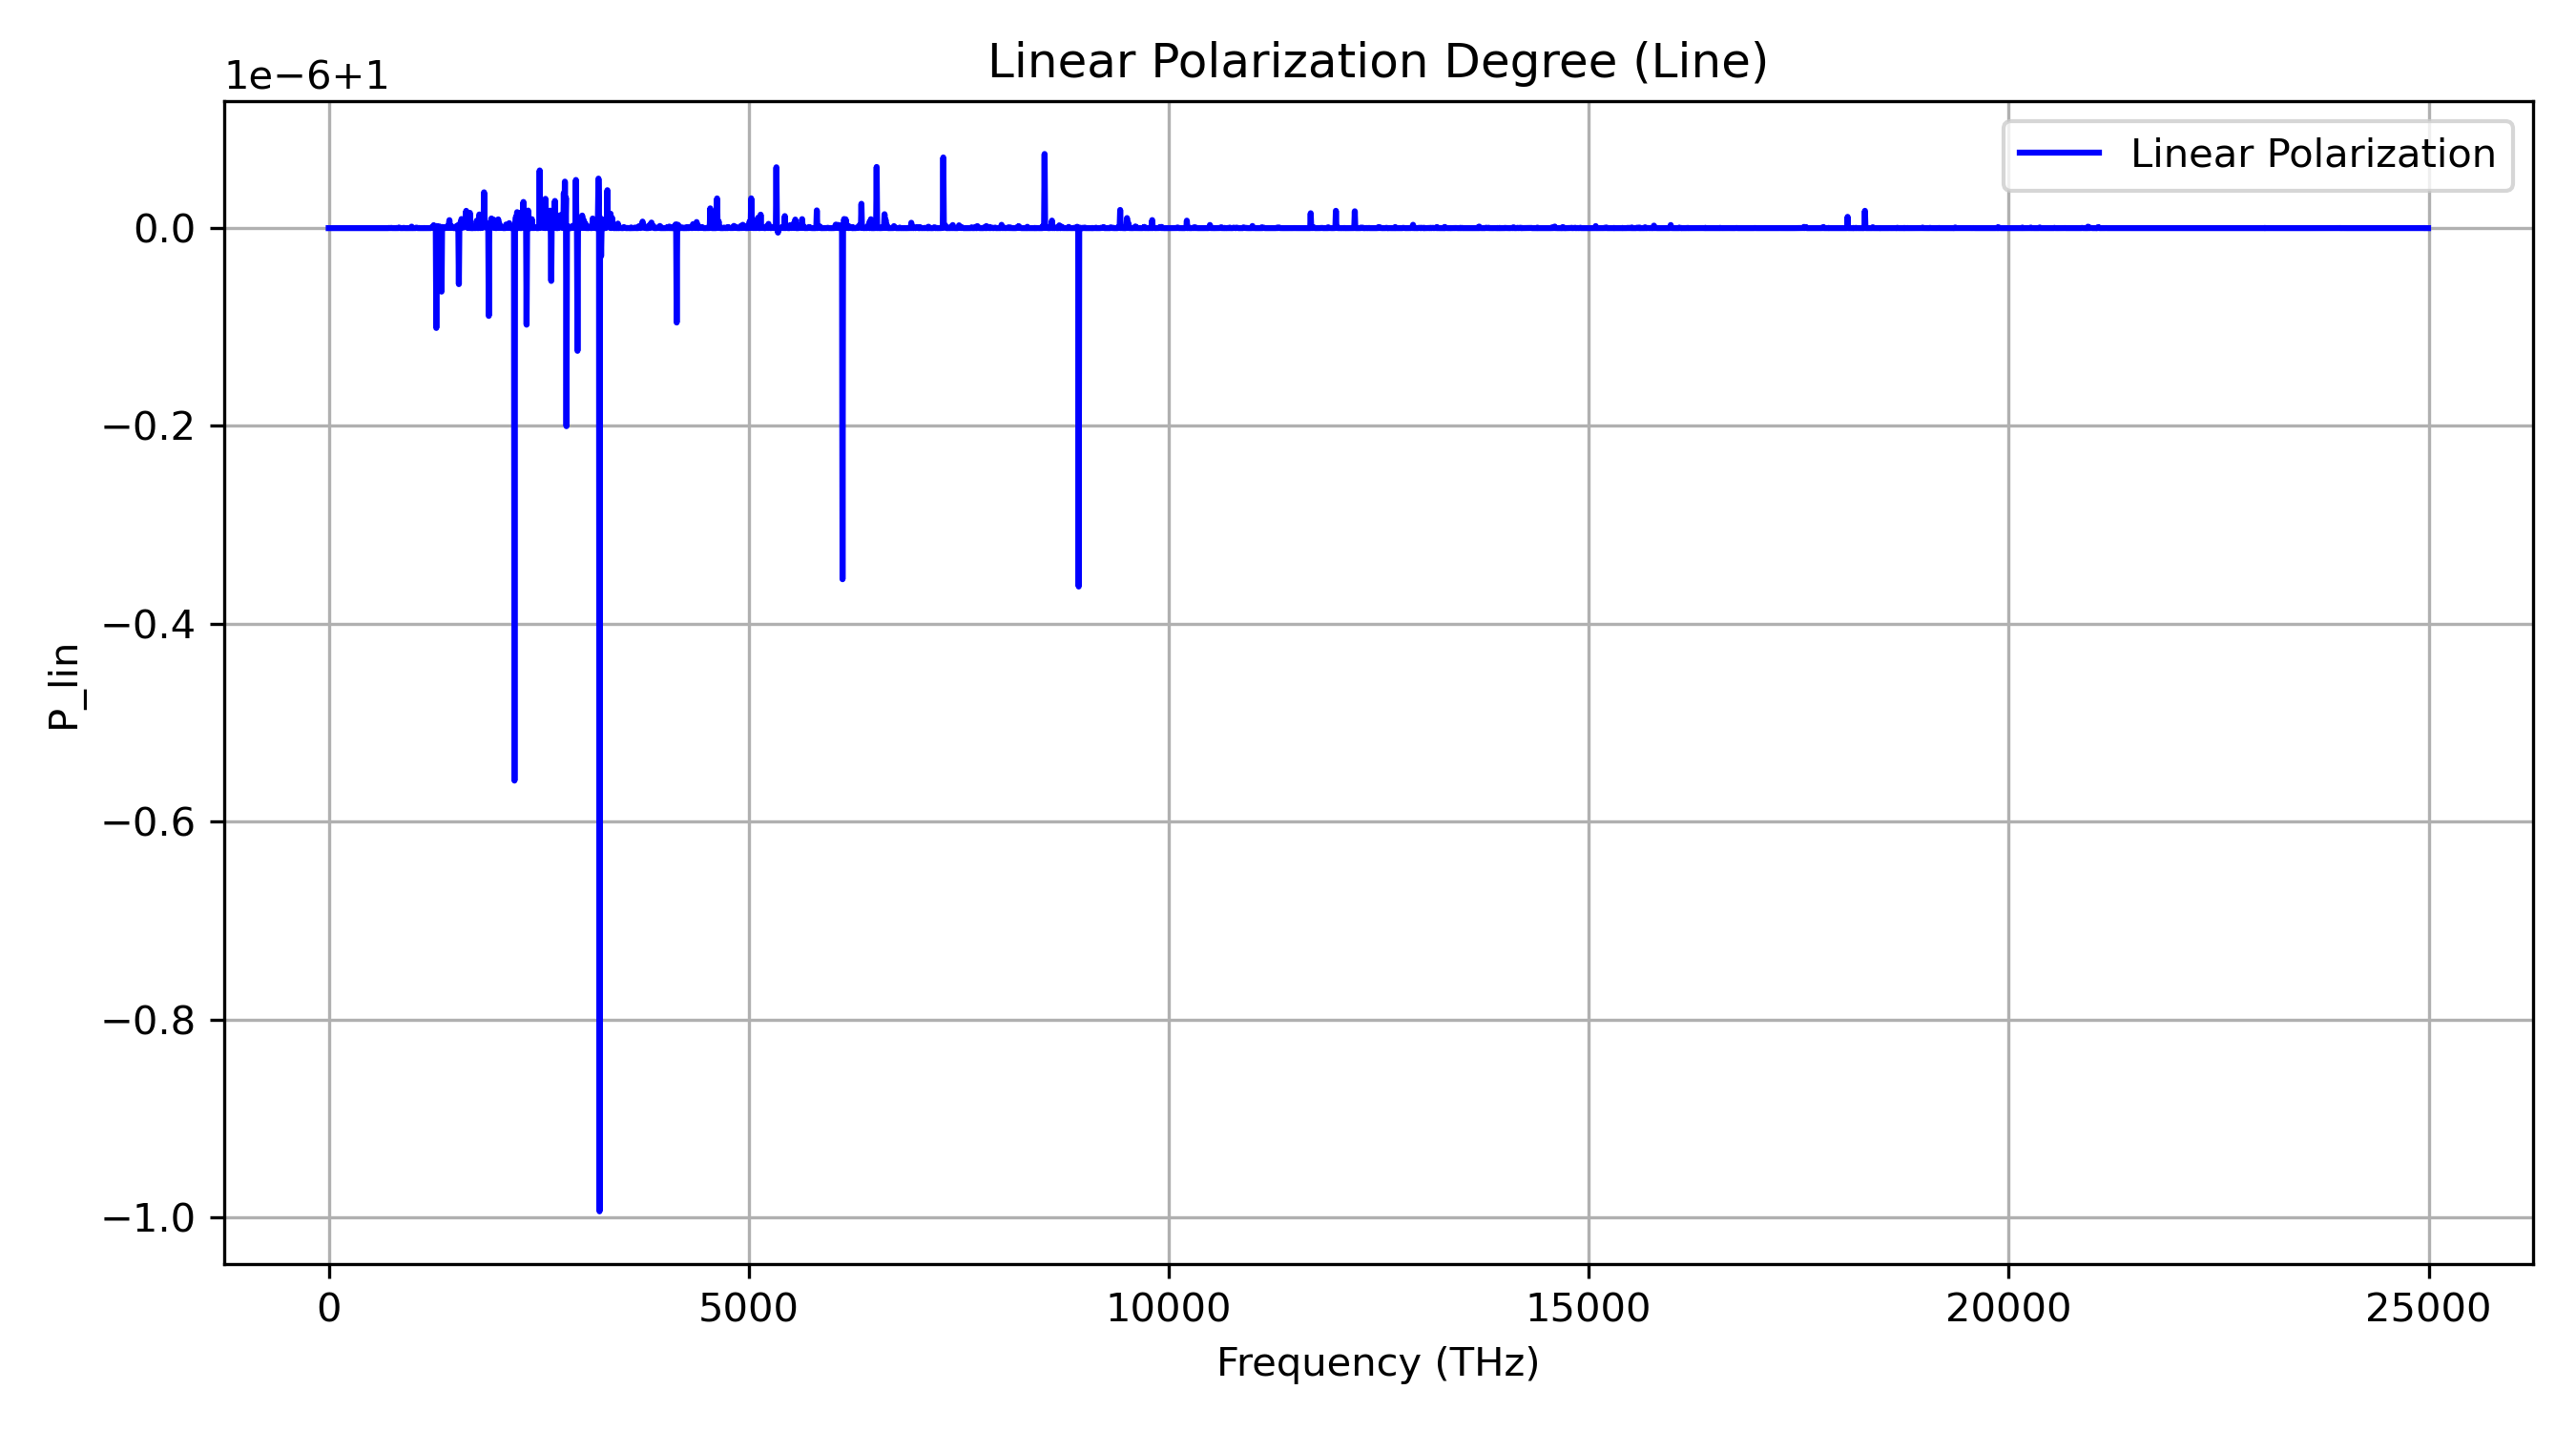 Linear Polarization Degree (Line)
1e−6+1
Linear Polarization
0.0
−0.2
−0.4
−0.6
−0.8
−1.0
P_lin
0 5000 10000 15000 20000 25000
Frequency (THz)